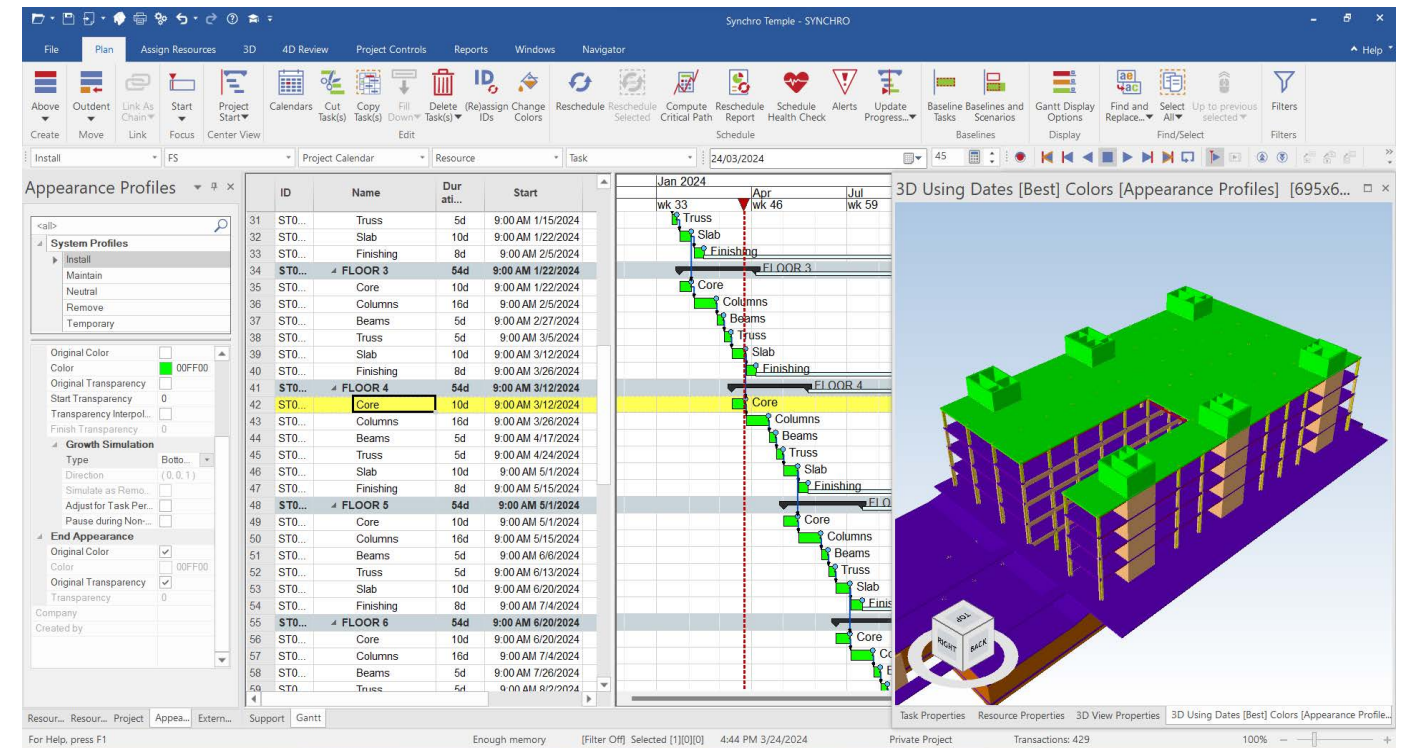 Synchro Temple - SYNCHRO
File Plan Assign Resources 3D 4D Review Project Controls Reports Windows Navigator Help
Above Outdent Link As Chain Start Project Start Calendars Cut Task(s) Copy Task(s) Fill Down Delete Task(s) (Re)assign IDs Change Colors Reschedule Reschedule Selected Compute Critical Path Reschedule Report Schedule Health Check Alerts Update Progress... Baseline Tasks Baselines and Scenarios Gantt Display Options Find and Replace... Select All Up to previous selected Filters
Create Move Link Focus Center View Edit Schedule Baselines Display Find/Select Filters
Install FS Project Calendar Resource Task 24/03/2024 45
Appearance Profiles
<all>
System Profiles
Install
Maintain
Neutral
Remove
Temporary
Original Color
Color 00FF00
Original Transparency
Start Transparency 0
Transparency Interpol...
Finish Transparency 0
Growth Simulation
Type Botto...
Direction (0, 0, 1)
Simulate as Remo...
Adjust for Task Per...
Pause during Non-...
End Appearance
Original Color
Color 00FF00
Original Transparency
Transparency 0
Company
Created by
ID Name Dur ati... Start
31 ST0... Truss 5d 9:00 AM 1/15/2024
32 ST0... Slab 10d 9:00 AM 1/22/2024
33 ST0... Finishing 8d 9:00 AM 2/5/2024
34 ST0... FLOOR 3 54d 9:00 AM 1/22/2024
35 ST0... Core 10d 9:00 AM 1/22/2024
36 ST0... Columns 16d 9:00 AM 2/5/2024
37 ST0... Beams 5d 9:00 AM 2/27/2024
38 ST0... Truss 5d 9:00 AM 3/5/2024
39 ST0... Slab 10d 9:00 AM 3/12/2024
40 ST0... Finishing 8d 9:00 AM 3/26/2024
41 ST0... FLOOR 4 54d 9:00 AM 3/12/2024
42 ST0... Core 10d 9:00 AM 3/12/2024
43 ST0... Columns 16d 9:00 AM 3/26/2024
44 ST0... Beams 5d 9:00 AM 4/17/2024
45 ST0... Truss 5d 9:00 AM 4/24/2024
46 ST0... Slab 10d 9:00 AM 5/1/2024
47 ST0... Finishing 8d 9:00 AM 5/15/2024
48 ST0... FLOOR 5 54d 9:00 AM 5/1/2024
49 ST0... Core 10d 9:00 AM 5/1/2024
50 ST0... Columns 16d 9:00 AM 5/15/2024
51 ST0... Beams 5d 9:00 AM 6/6/2024
52 ST0... Truss 5d 9:00 AM 6/13/2024
53 ST0... Slab 10d 9:00 AM 6/20/2024
54 ST0... Finishing 8d 9:00 AM 7/4/2024
55 ST0... FLOOR 6 54d 9:00 AM 6/20/2024
56 ST0... Core 10d 9:00 AM 6/20/2024
57 ST0... Columns 16d 9:00 AM 7/4/2024
58 ST0... Beams 5d 9:00 AM 7/26/2024
59 ST0... Truss 5d 9:00 AM 8/2/2024
Jan 2024
Apr Jul
wk 33 wk 46 wk 59
Truss
Slab
Finishing
FLOOR 3
Core
Columns
Beams
Truss
Slab
Finishing
FLOOR 4
Core
Columns
Beams
Truss
Slab
Finishing
FLO
Core
Columns
Beams
Truss
Slab
Finis
Core
Co
3D Using Dates [Best] Colors [Appearance Profiles] [695x6...
TOP
RIGHT BACK
Resour... Resour... Project Appea... Extern... Support Gantt
Task Properties Resource Properties 3D View Properties 3D Using Dates [Best] Colors [Appearance Profile...
For Help, press F1 Enough memory [Filter Off] Selected [1][0][0] 4:44 PM 3/24/2024 Private Project Transactions: 429 100%